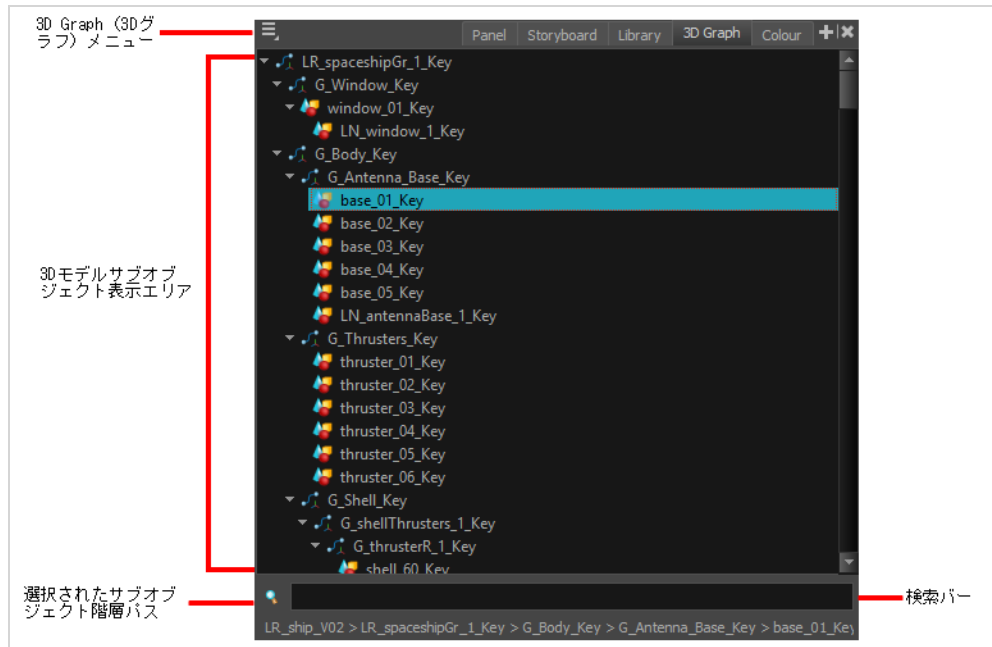 3D Graph (3Dグ
ラフ) メニュー
Panel Storyboard Library 3D Graph Colour
LR_spaceshipGr_1_Key
G_Window_Key
window_01_Key
LN_window_1_Key
G_Body_Key
G_Antenna_Base_Key
base_01_Key
base_02_Key
base_03_Key
base_04_Key
base_05_Key
LN_antennaBase_1_Key
G_Thrusters_Key
thruster_01_Key
thruster_02_Key
thruster_03_Key
thruster_04_Key
thruster_05_Key
thruster_06_Key
G_Shell_Key
G_shellThrusters_1_Key
G_thrusterR_1_Key
shell_60_Key
3Dモデルサブオブ
ジェクト表示エリア
選択されたサブオブ
ジェクト階層パス
検索バー
LR_ship_V02 > LR_spaceshipGr_1_Key > G_Body_Key > G_Antenna_Base_Key > base_01_Key